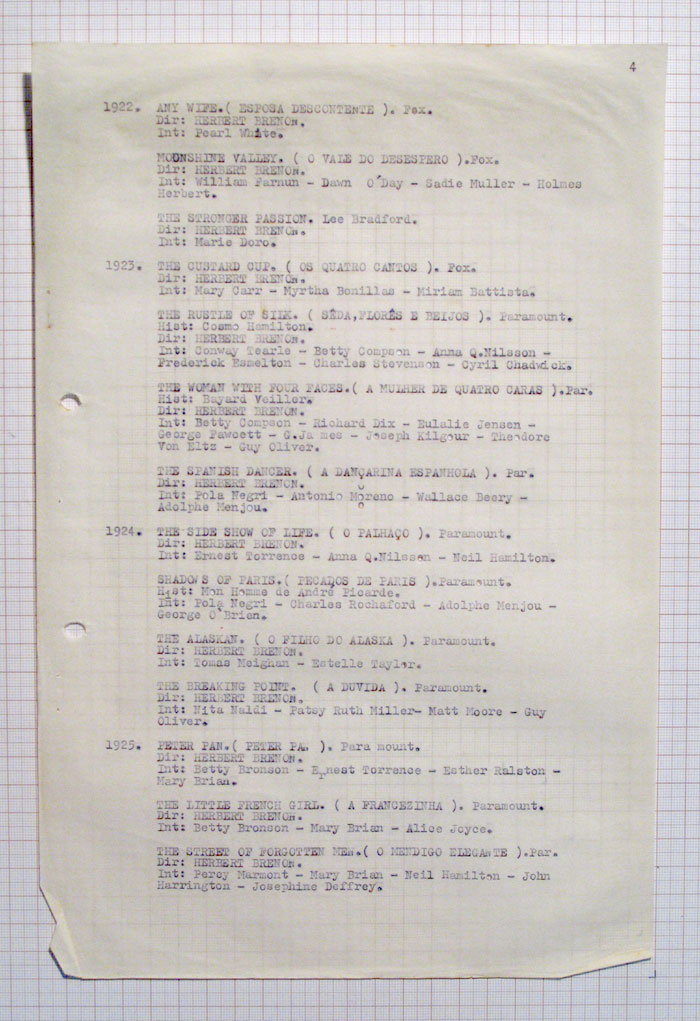 4
1922. ANY WIFE.( ESPOSA DESCONTENTE ). Fox.
Dir: HERBERT BRENON.
Int: Pearl White.
MOONSHINE VALLEY. ( O VALE DO DESESPERO ).Fox.
Dir: HERBERT BRENON.
Int: William Farnun - Dawn O'Day - Sadie Muller - Holmes
Herbert.
THE STRONGER PASSION. Lee Bradford.
Dir: HERBERT BRENON.
Int: Marie Doro.
1923. THE CUSTARD CUP. ( OS QUATRO CANTOS ). Fox.
Dir: HERBERT BRENON.
Int: Mary Carr - Myrtha Bonillas - Miriam Battista.
THE RUSTLE OF SILK. ( SÊDA,FLORÊS E BEIJOS ). Paramount.
Hist: Cosmo Hamilton.
Dir: HERBERT BRENON.
Int: Conway Tearle - Betty Compson - Anna Q.Nilsson -
Frederick Esmelton - Charles Stevenson - Cyril Chadwick.
THE WOMAN WITH FOUR FACES.( A MULHER DE QUATRO CARAS ).Par.
Hist: Bayard Veiller.
Dir: HERBERT BRENON.
Int: Betty Compson - Richard Dix - Eulalie Jensen -
George Fawcett - G.Ja mes - Joseph Kilgour - Theodore
Von Eltz - Guy Oliver.
THE SPANISH DANCER. ( A DANÇARINA ESPANHOLA ). Par.
Dir: HERBERT BRENON.
Int: Pola Negri - Antonio Moreno - Wallace Beery -
Adolphe Menjou.
1924. THE SIDE SHOW OF LIFE. ( O PALHAÇO ). Paramount.
Dir: HERBERT BRENON.
Int: Ernest Torrence - Anna Q.Nilsson - Neil Hamilton.
SHADOWS OF PARIS.( PECADOS DE PARIS ).Paramount.
Hist: Mon Homme de André Picarde.
Int: Pola Negri - Charles Rochaford - Adolphe Menjou -
George O'Brian.
THE ALASKAN. ( O FILHO DO ALASKA ). Paramount.
Dir: HERBERT BRENON.
Int: Tomas Meighan - Estelle Taylor.
THE BREAKING POINT. ( A DUVIDA ). Paramount.
Dir: HERBERT BRENON.
Int: Nita Naldi - Patsy Ruth Miller- Matt Moore - Guy
Oliver.
1925. PETER PAN.( PETER PAN ). Para mount.
Dir: HERBERT BRENON.
Int: Betty Bronson - Ernest Torrence - Esther Ralston -
Mary Brian.
THE LITTLE FRENCH GIRL. ( A FRANCEZINHA ). Paramount.
Dir: HERBERT BRENON.
Int: Betty Bronson - Mary Brian - Alice Joyce.
THE STREET OF FORGOTTEN MEN.( O MENDIGO ELEGANTE ).Par.
Dir: HERBERT BRENON.
Int: Percy Marmont - Mary Brian - Neil Hamilton - John
Harrington - Josephine Deffrey.